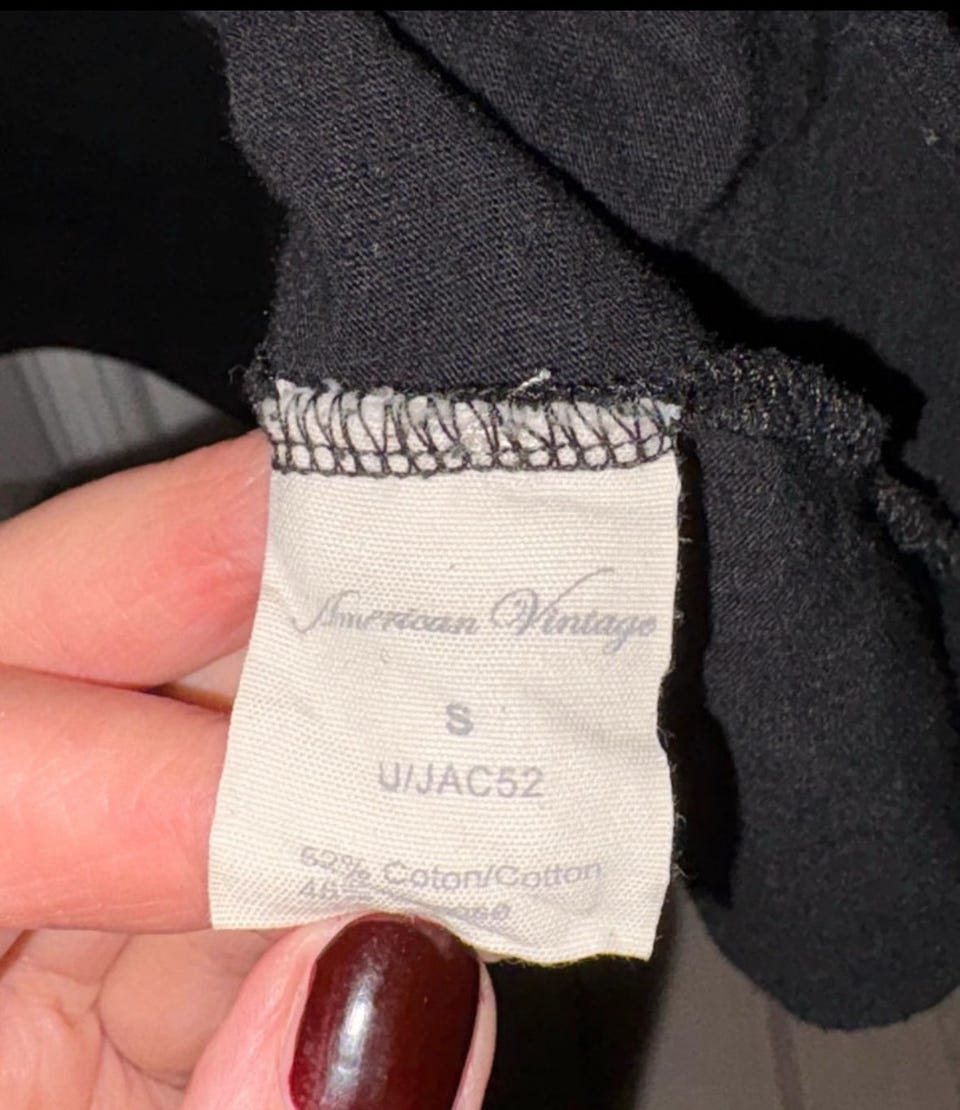 American Vintage
S
U/JAC52
52% Coton/Cotton